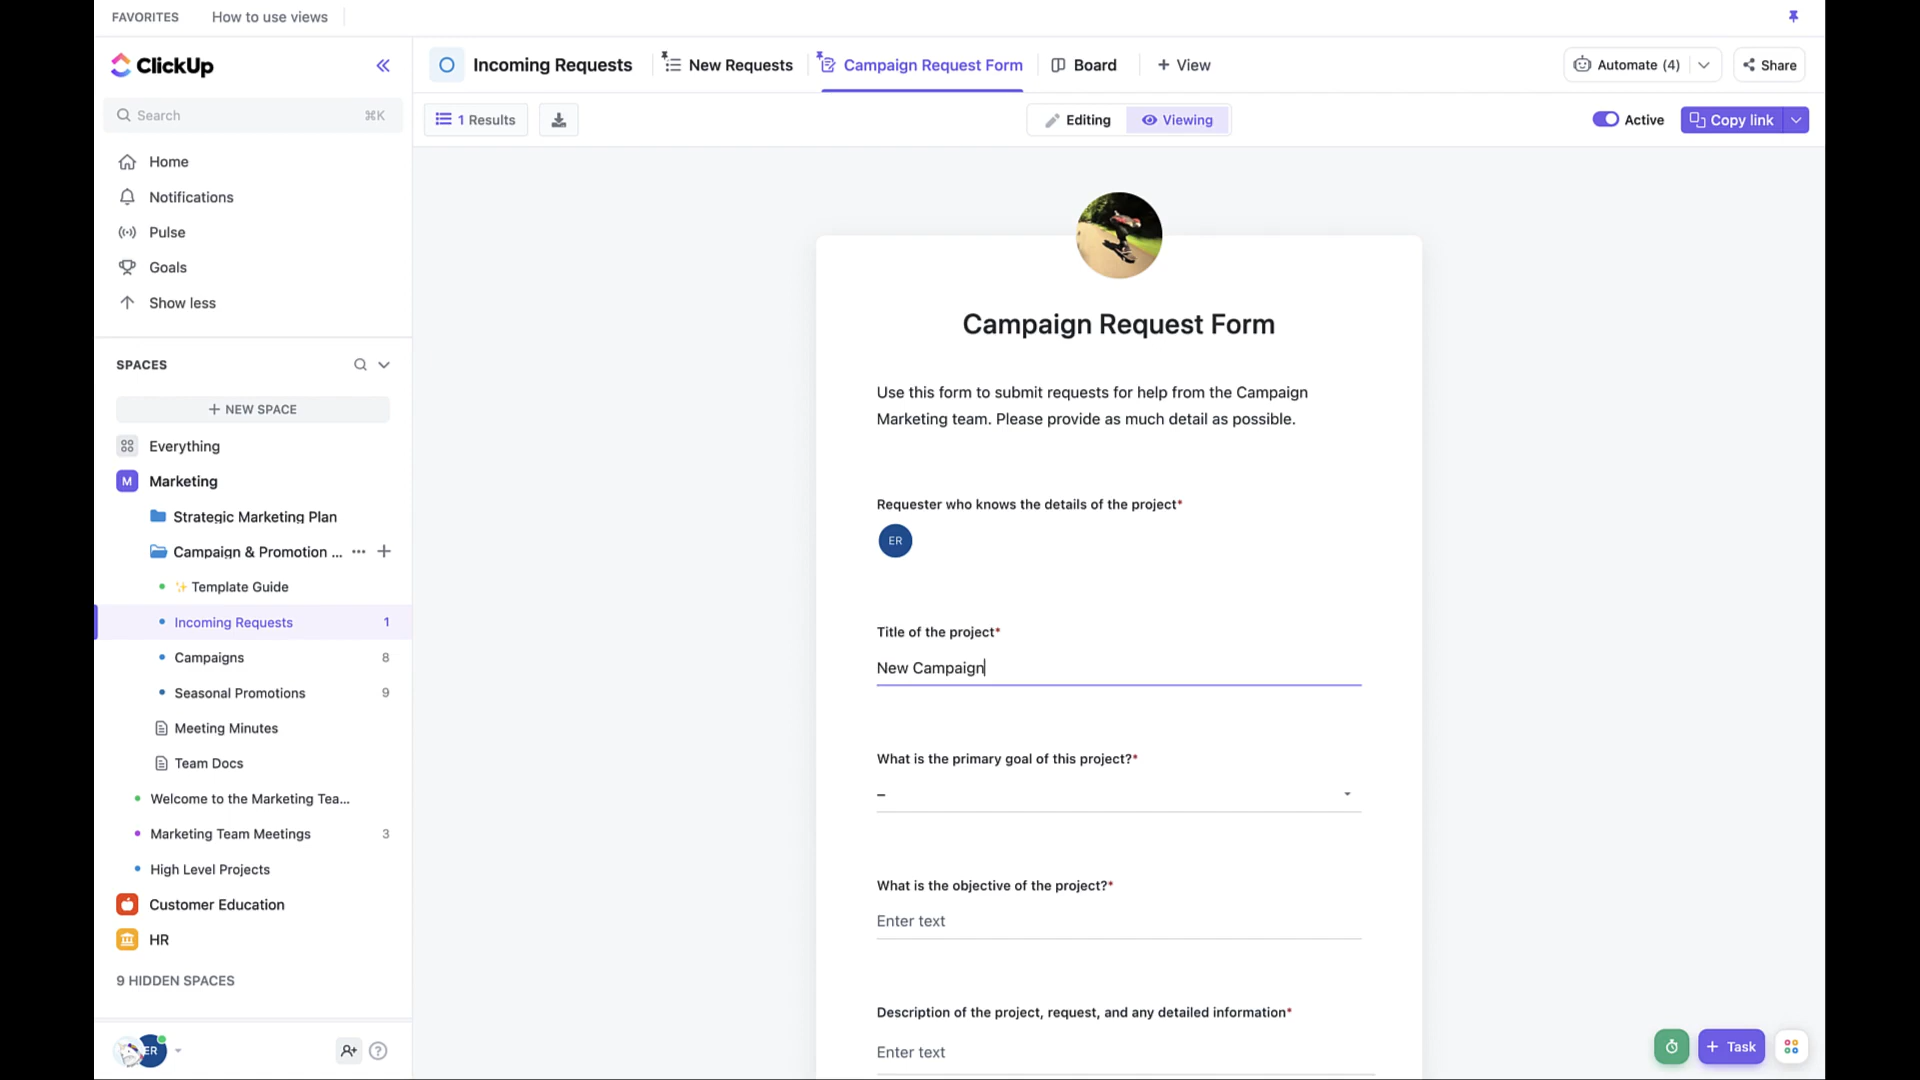 FAVORITES How to use views
ClickUp
Search ⌘K
Home
Notifications
Pulse
Goals
Show less
SPACES
+ NEW SPACE
Everything
M Marketing
Strategic Marketing Plan
Campaign & Promotion ...
✨ Template Guide
Incoming Requests 1
Campaigns 8
Seasonal Promotions 9
Meeting Minutes
Team Docs
Welcome to the Marketing Tea...
Marketing Team Meetings 3
High Level Projects
Customer Education
HR
9 HIDDEN SPACES
ER
Incoming Requests New Requests Campaign Request Form Board + View
Automate (4) Share
1 Results Editing Viewing Active Copy link
Campaign Request Form
Use this form to submit requests for help from the Campaign
Marketing team. Please provide as much detail as possible.
Requester who knows the details of the project*
ER
Title of the project*
New Campaign
What is the primary goal of this project?*
–
What is the objective of the project?*
Enter text
Description of the project, request, and any detailed information*
Enter text
+ Task